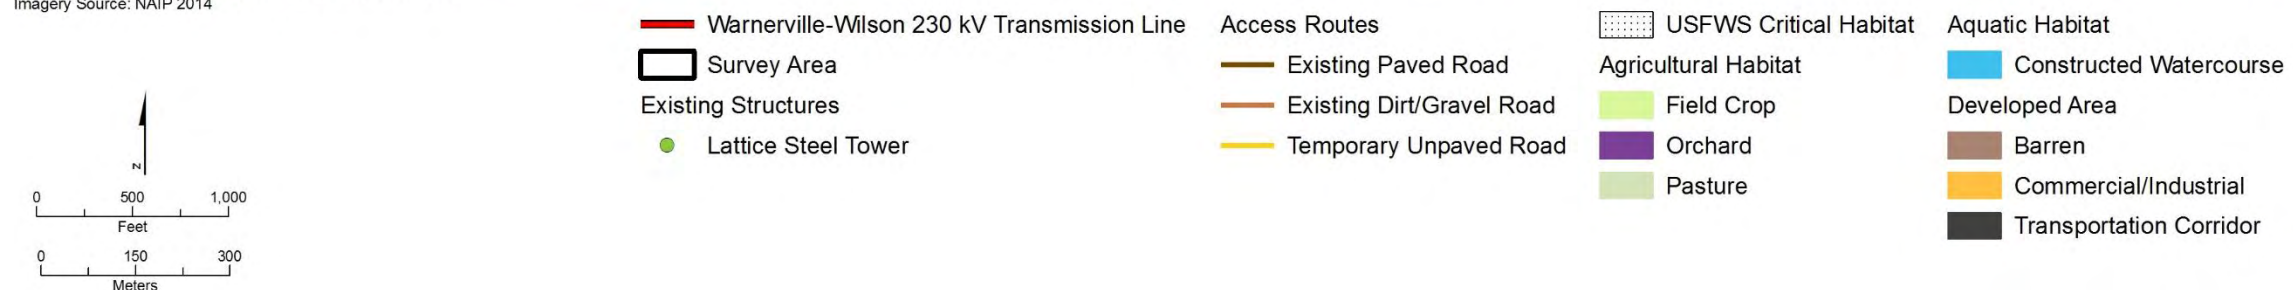 Imagery Source: NAIP 2014
N
0 500 1,000
Feet
0 150 300
Meters
Warnerville-Wilson 230 kV Transmission Line
Survey Area
Existing Structures
Lattice Steel Tower
Access Routes
Existing Paved Road
Existing Dirt/Gravel Road
Temporary Unpaved Road
USFWS Critical Habitat
Agricultural Habitat
Field Crop
Orchard
Pasture
Aquatic Habitat
Constructed Watercourse
Developed Area
Barren
Commercial/Industrial
Transportation Corridor